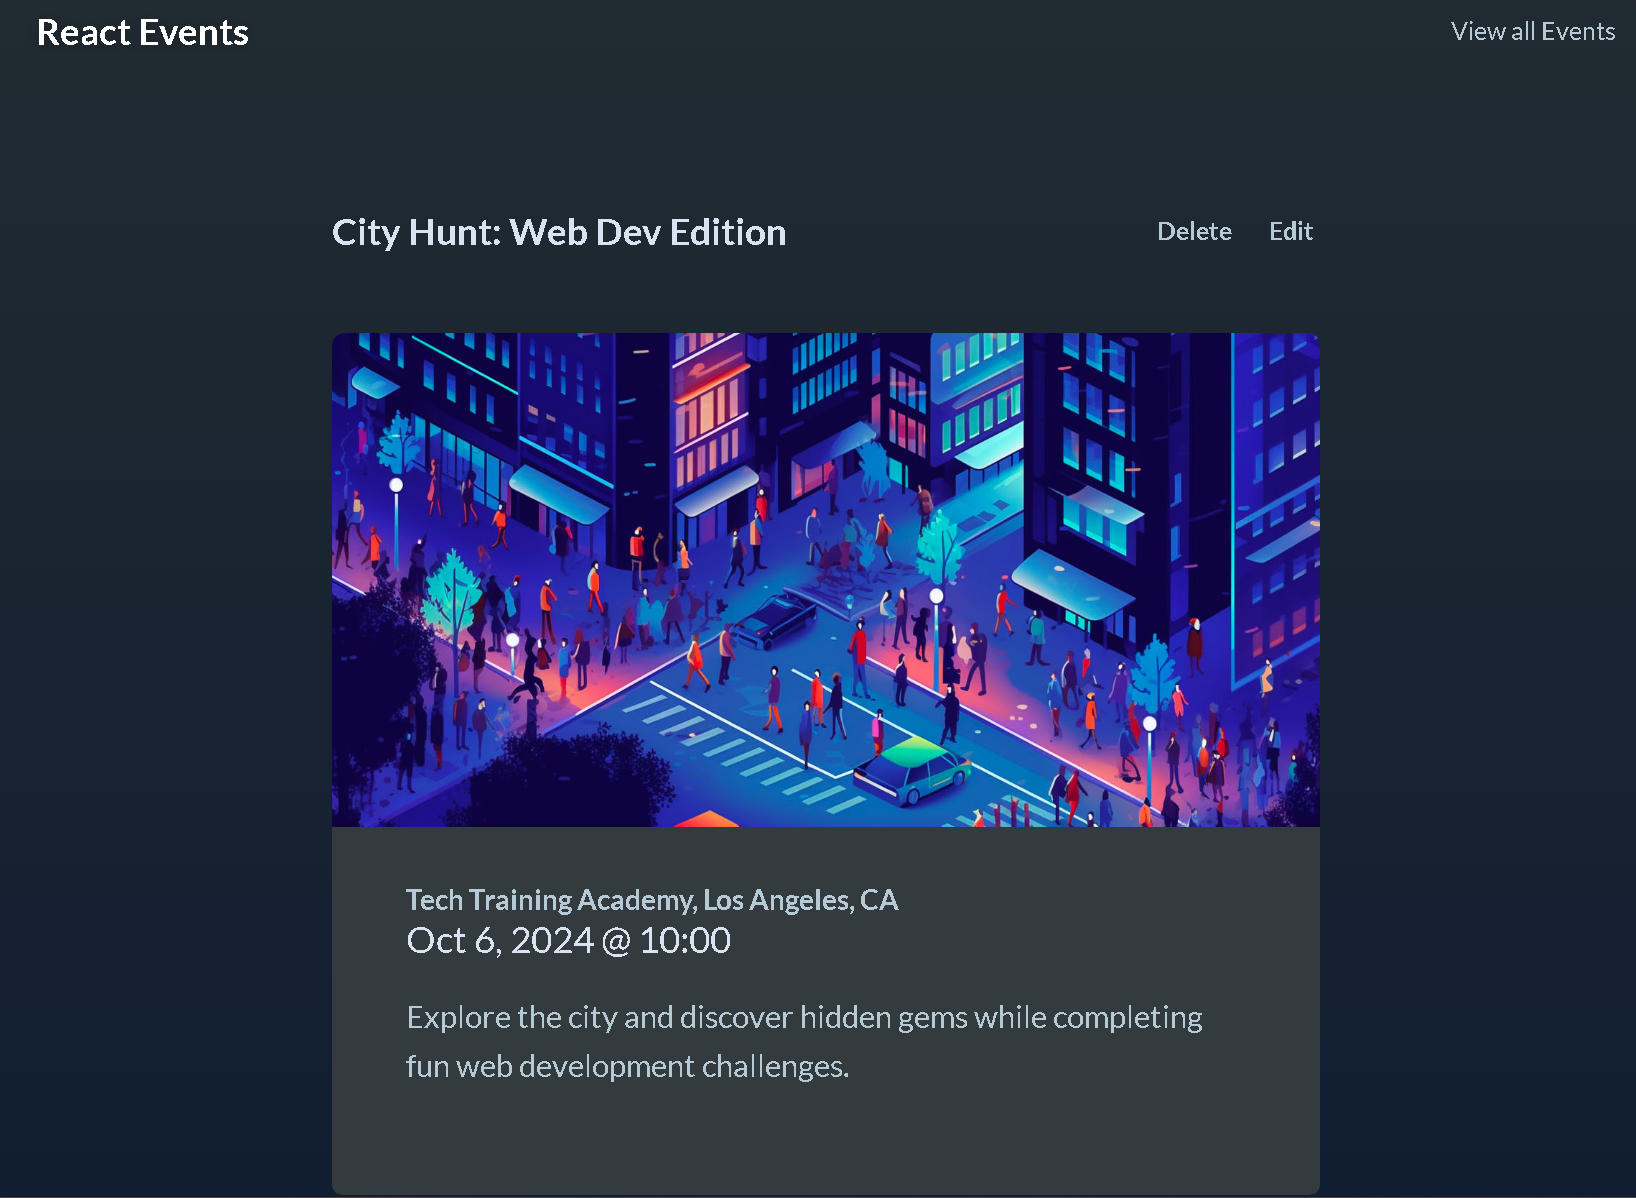 React Events
View all Events
City Hunt: Web Dev Edition
Delete
Edit
Tech Training Academy, Los Angeles, CA
Oct 6, 2024 @ 10:00
Explore the city and discover hidden gems while completing
fun web development challenges.